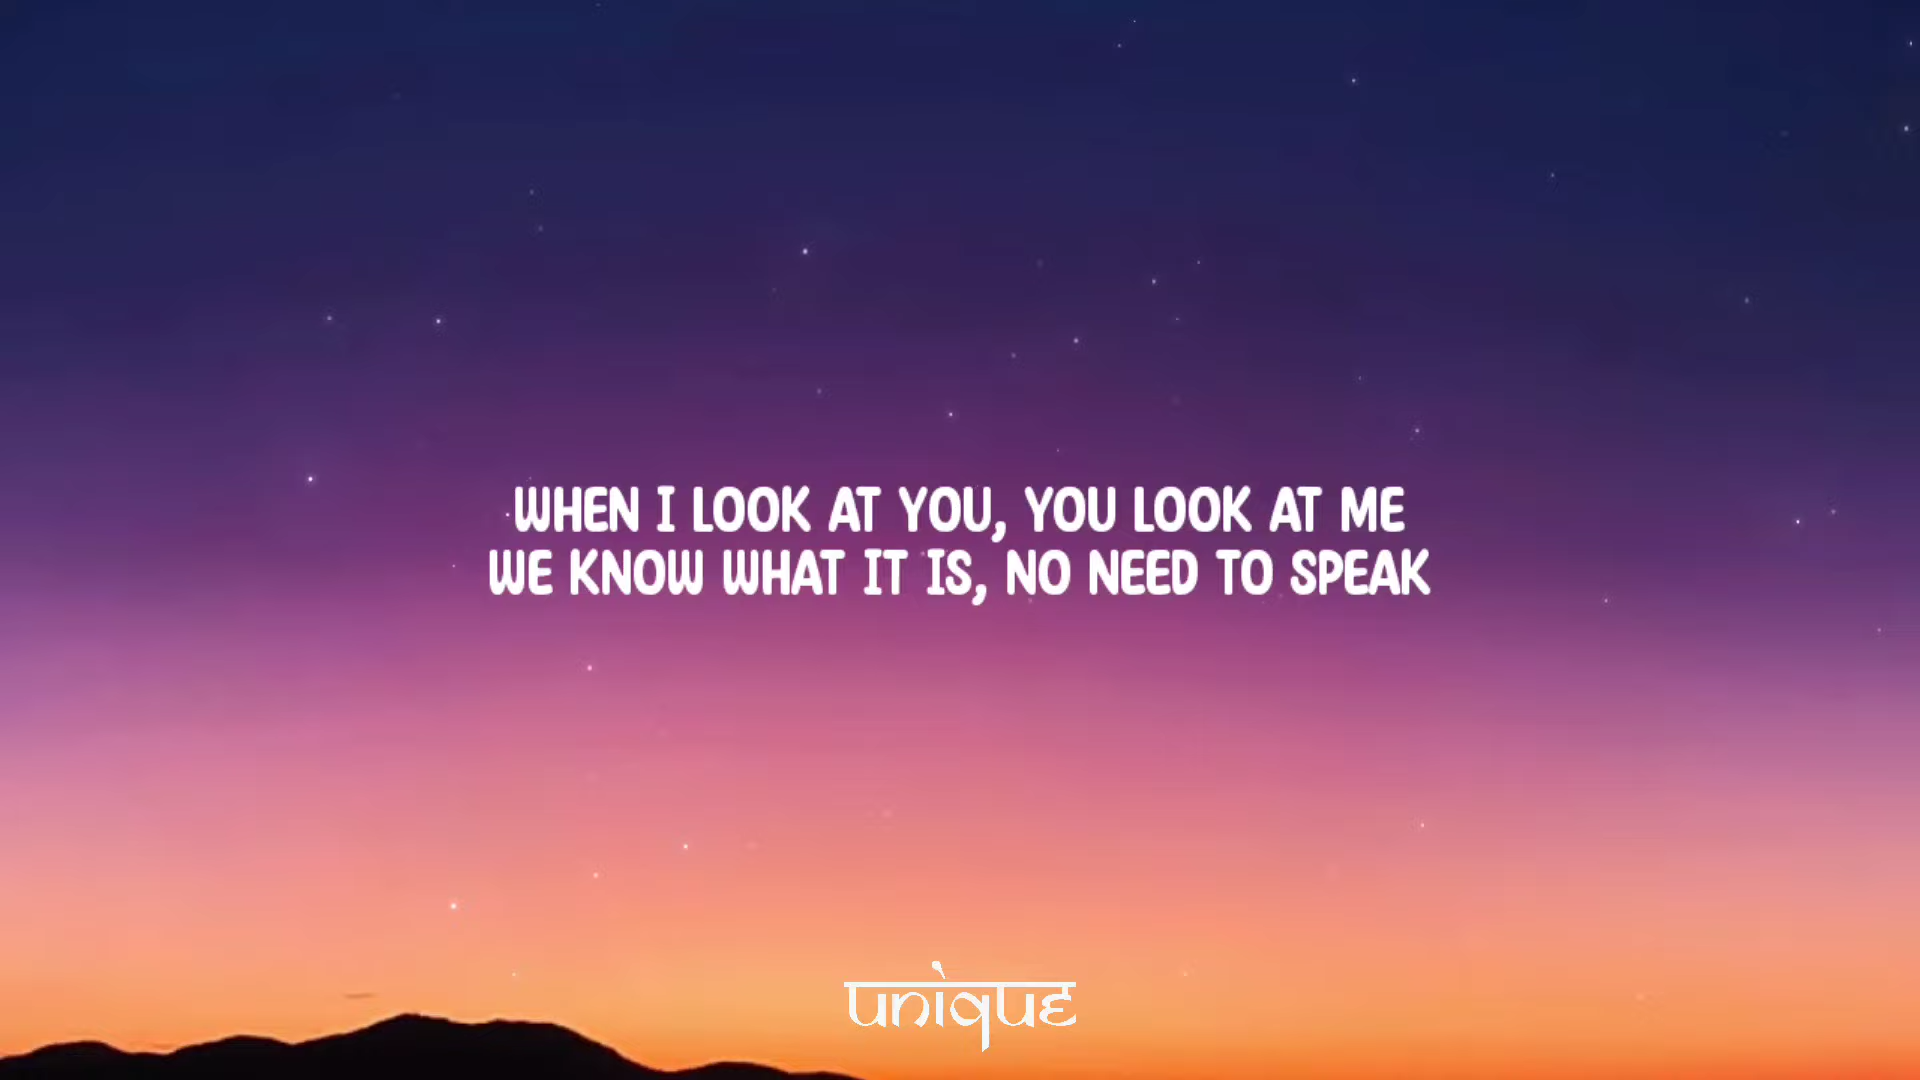 WHEN I LOOK AT YOU, YOU LOOK AT ME
WE KNOW WHAT IT IS, NO NEED TO SPEAK
unique